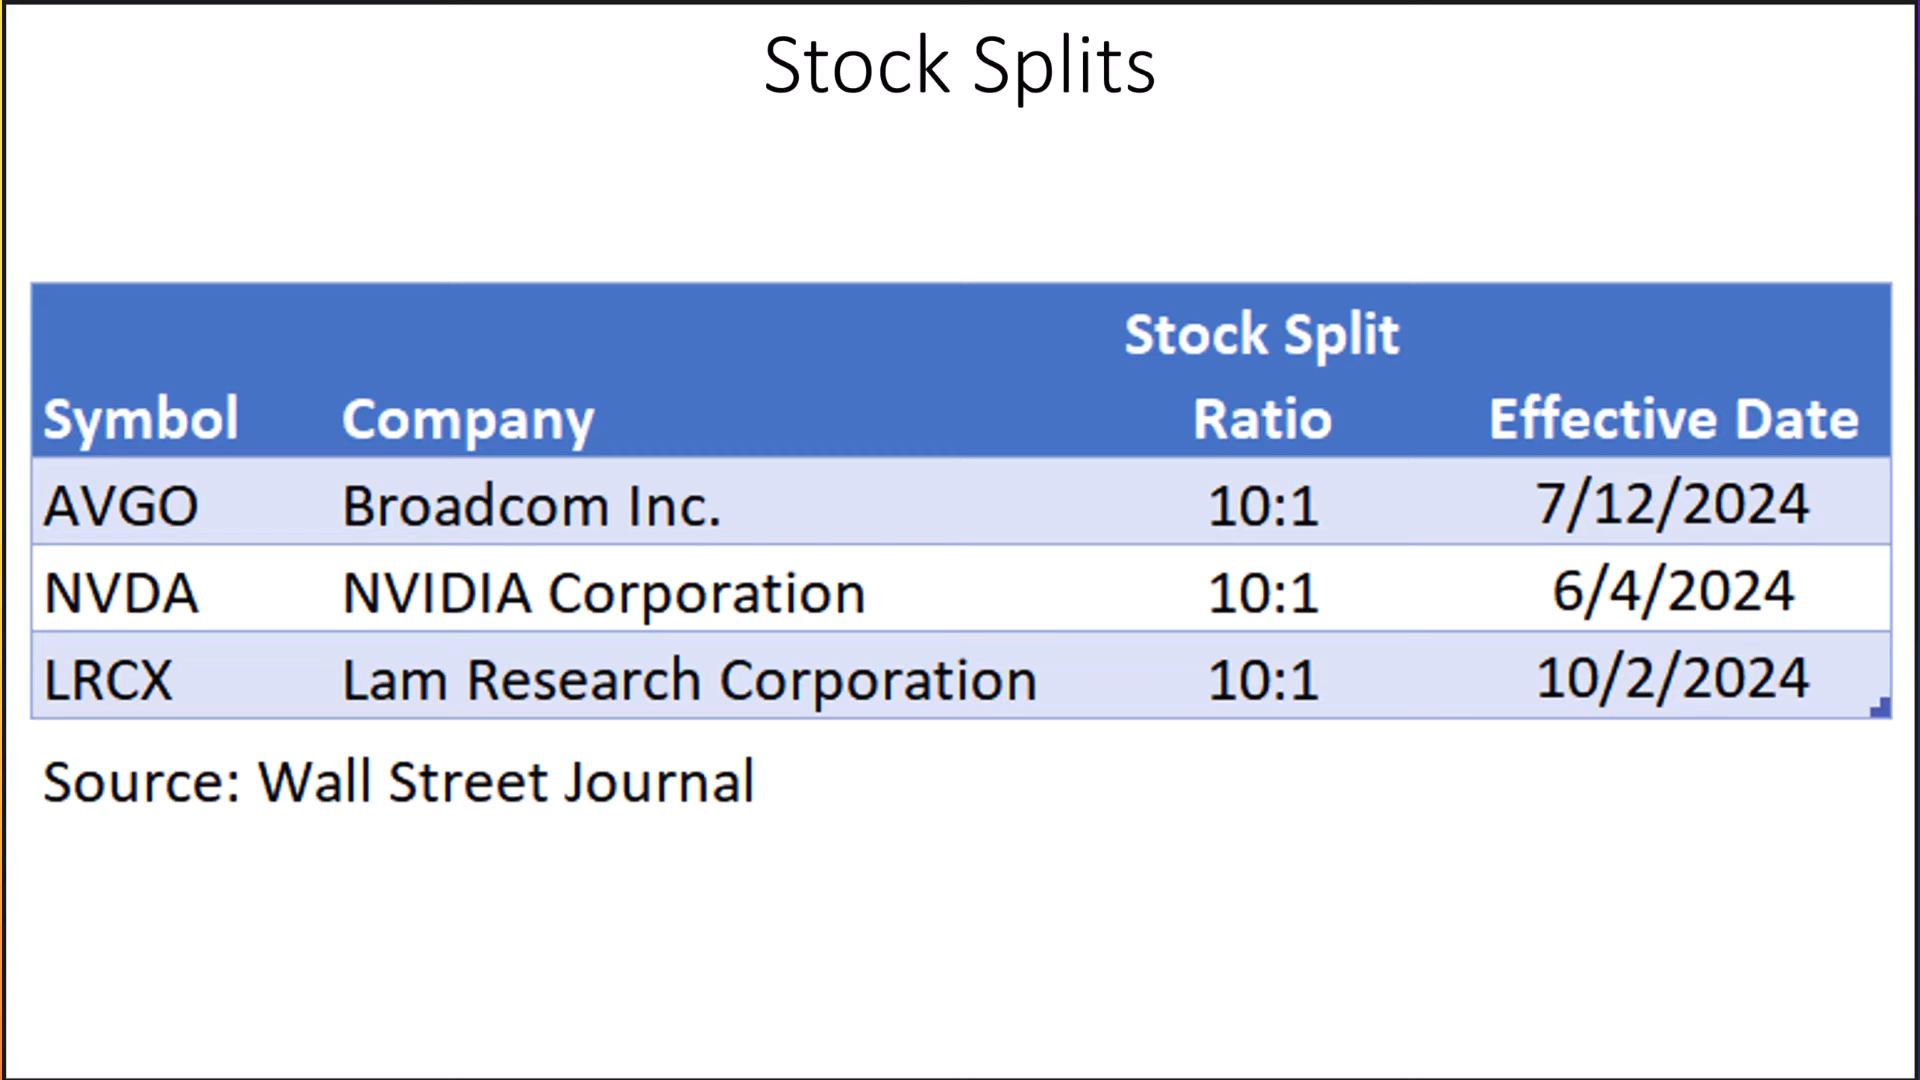 Stock Splits
Stock Split
Symbol Company Ratio Effective Date
AVGO Broadcom Inc. 10:1 7/12/2024
NVDA NVIDIA Corporation 10:1 6/4/2024
LRCX Lam Research Corporation 10:1 10/2/2024
Source: Wall Street Journal